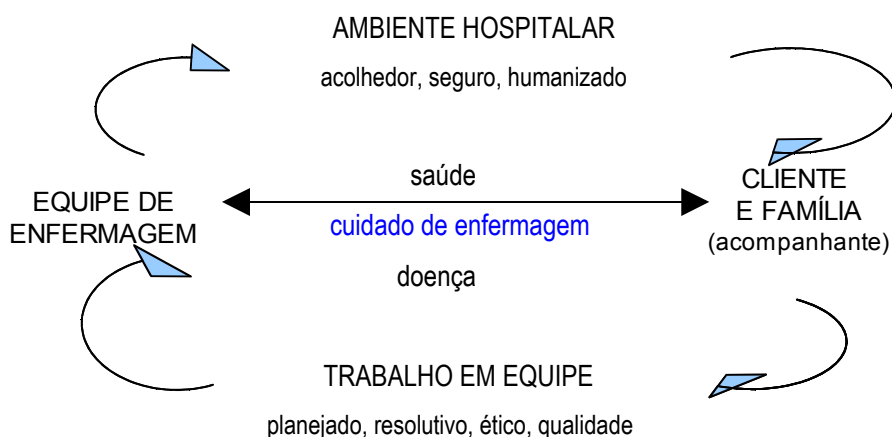 AMBIENTE HOSPITALAR
acolhedor, seguro, humanizado
EQUIPE DE
ENFERMAGEM
saúde
cuidado de enfermagem
doença
CLIENTE
E FAMÍLIA
(acompanhante)
TRABALHO EM EQUIPE
planejado, resolutivo, ético, qualidade